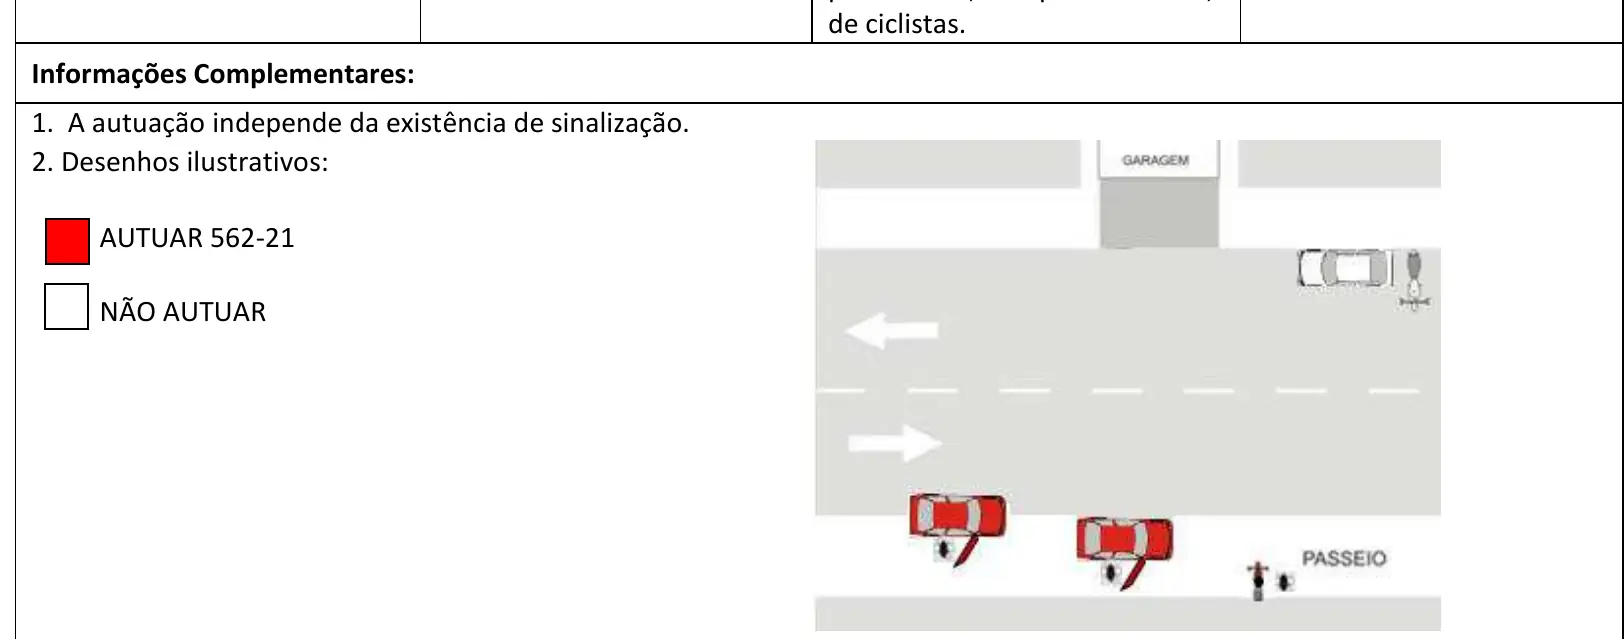 de ciclistas.
Informações Complementares:
1. A autuação independe da existência de sinalização.
2. Desenhos ilustrativos:
GARAGEM
AUTUAR 562-21
NÃO AUTUAR
PASSEIO